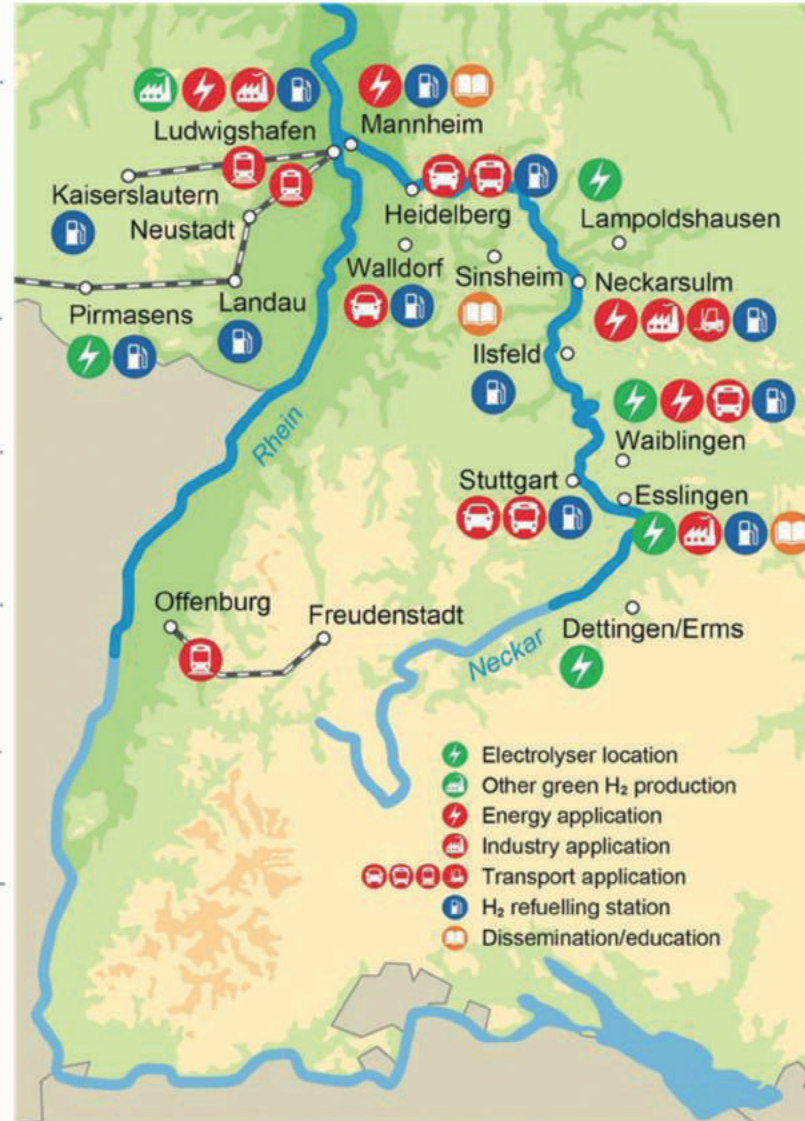 Ludwigshafen
Mannheim
Kaiserslautern
Neustadt
Heidelberg
Lampoldshausen
Walldorf
Sinsheim
Neckarsulm
Pirmasens
Landau
Ilsfeld
Rhein
Waiblingen
Stuttgart
Esslingen
Offenburg
Freudenstadt
Neckar
Dettingen/Erms
Electrolyser location
Other green H₂ production
Energy application
Industry application
Transport application
H₂ refuelling station
Dissemination/education